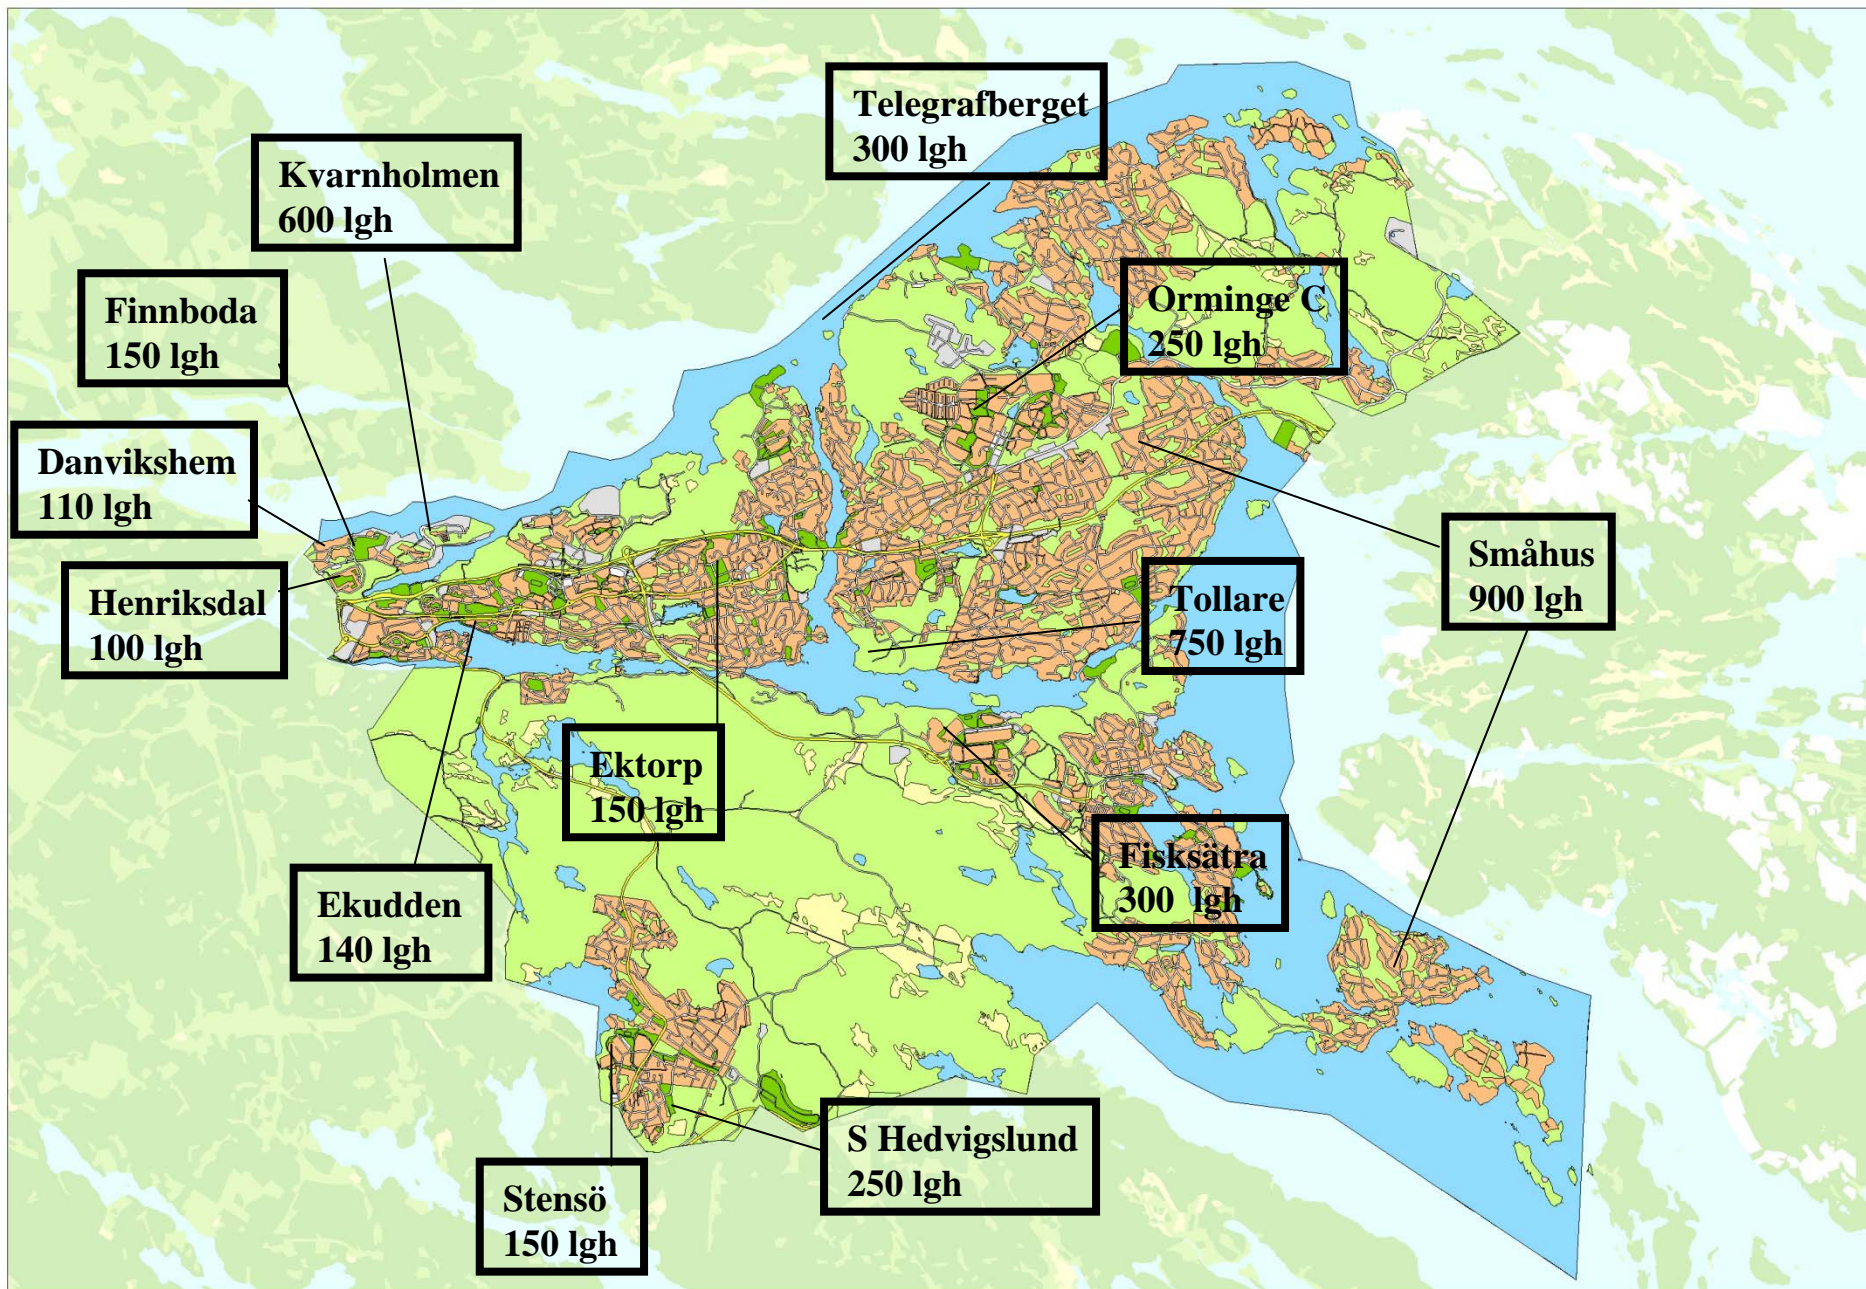 Telegrafberget
300 lgh
Kvarnholmen
600 lgh
Finnboda
150 lgh
Orminge C
250 lgh
Danvikshem
110 lgh
Småhus
900 lgh
Henriksdal
100 lgh
Tollare
750 lgh
Ektorp
150 lgh
Fisksätra
300 lgh
Ekudden
140 lgh
S Hedvigslund
250 lgh
Stensö
150 lgh